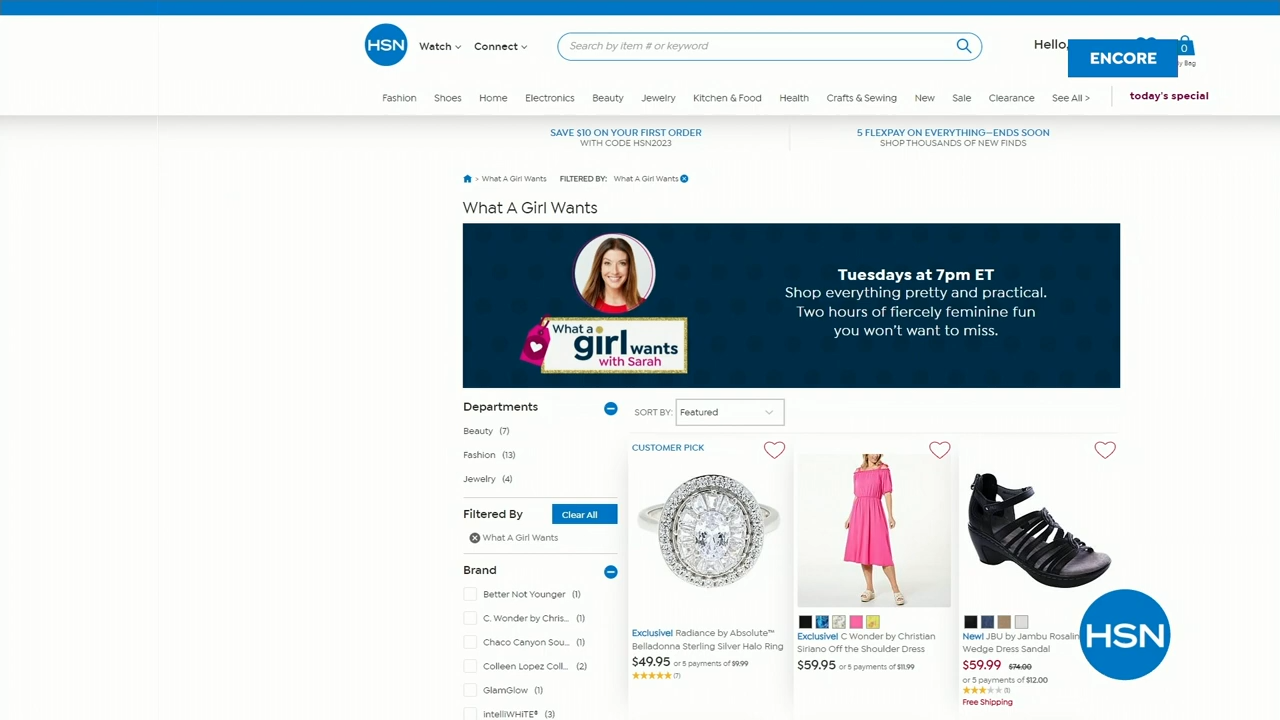 HSN
Watch
Connect
Search by item # or keyword
Hello,
ENCORE
0
Bag
Fashion
Shoes
Home
Electronics
Beauty
Jewelry
Kitchen & Food
Health
Crafts & Sewing
New
Sale
Clearance
See All >
today's special
SAVE $10 ON YOUR FIRST ORDER
WITH CODE HSN2023
5 FLEXPAY ON EVERYTHING—ENDS SOON
SHOP THOUSANDS OF NEW FINDS
> What A Girl Wants
FILTERED BY: What A Girl Wants
What A Girl Wants
What a
girl wants
with Sarah
Tuesdays at 7pm ET
Shop everything pretty and practical.
Two hours of fiercely feminine fun
you won't want to miss.
Departments
Beauty (7)
Fashion (13)
Jewelry (4)
Filtered By
Clear All
What A Girl Wants
Brand
Better Not Younger (1)
C. Wonder by Chris... (1)
Chaco Canyon Sou... (1)
Colleen Lopez Coll... (2)
GlamGlow (1)
intelliWHiTE® (3)
SORT BY: Featured
CUSTOMER PICK
Exclusive! Radiance by Absolute™
Belladonna Sterling Silver Halo Ring
$49.95 or 5 payments of $9.99
(7)
Exclusive! C Wonder by Christian
Siriano Off the Shoulder Dress
$59.95 or 5 payments of $11.99
New! JBU by Jambu Rosalin
Wedge Dress Sandal
$59.99 $74.00
or 5 payments of $12.00
(1)
Free Shipping
HSN